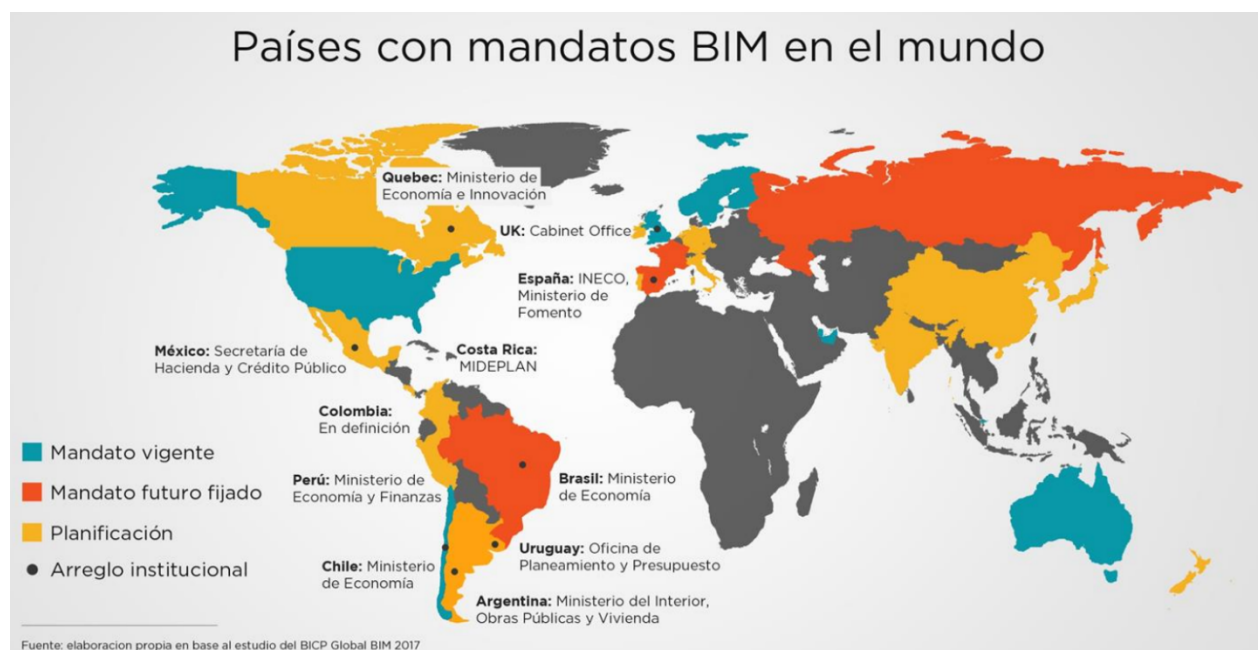 Países con mandatos BIM en el mundo
Quebec: Ministerio de
Economía e Innovación
UK: Cabinet Office
España: INECO,
Ministerio de
Fomento
México: Secretaría de
Hacienda y Crédito Público
Costa Rica:
MIDEPLAN
Colombia:
En definición
Perú: Ministerio de
Economía y Finanzas
Brasil: Ministerio
de Economía
Uruguay: Oficina de
Planeamiento y Presupuesto
Chile: Ministerio
de Economía
Argentina: Ministerio del Interior,
Obras Públicas y Vivienda
Mandato vigente
Mandato futuro fijado
Planificación
Arreglo institucional
Fuente: elaboracion propia en base al estudio del BICP Global BIM 2017